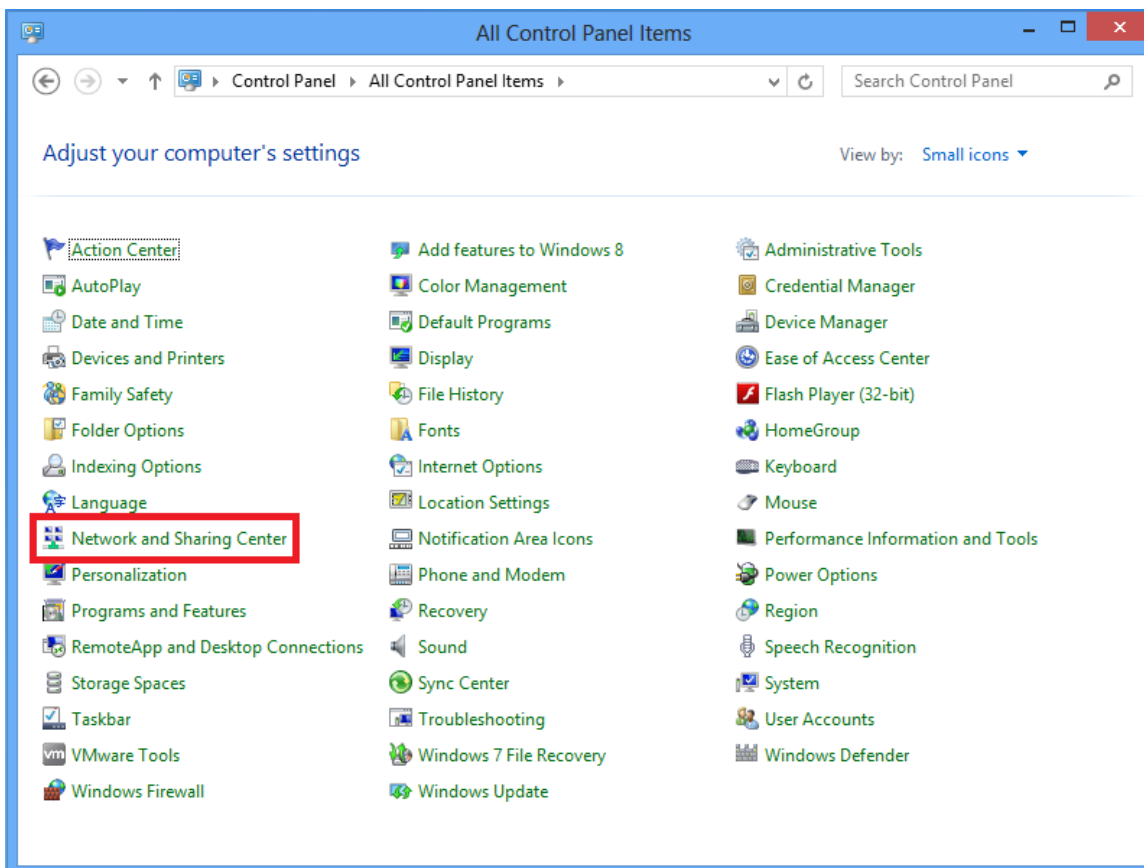 All Control Panel Items
Control Panel All Control Panel Items Search Control Panel
Adjust your computer's settings View by: Small icons
Action Center Add features to Windows 8 Administrative Tools
AutoPlay Color Management Credential Manager
Date and Time Default Programs Device Manager
Devices and Printers Display Ease of Access Center
Family Safety File History Flash Player (32-bit)
Folder Options Fonts HomeGroup
Indexing Options Internet Options Keyboard
Language Location Settings Mouse
Network and Sharing Center Notification Area Icons Performance Information and Tools
Personalization Phone and Modem Power Options
Programs and Features Recovery Region
RemoteApp and Desktop Connections Sound Speech Recognition
Storage Spaces Sync Center System
Taskbar Troubleshooting User Accounts
vm VMware Tools Windows 7 File Recovery Windows Defender
Windows Firewall Windows Update